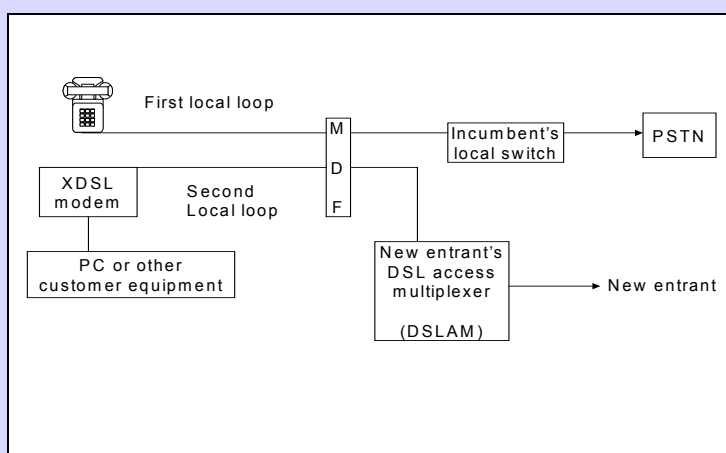 First local loop
M
D
F
Incumbent's
local switch
PSTN
XDSL
modem
Second
Local loop
PC or other
customer equipment
New entrant's
DSL access
multiplexer
(DSLAM)
New entrant